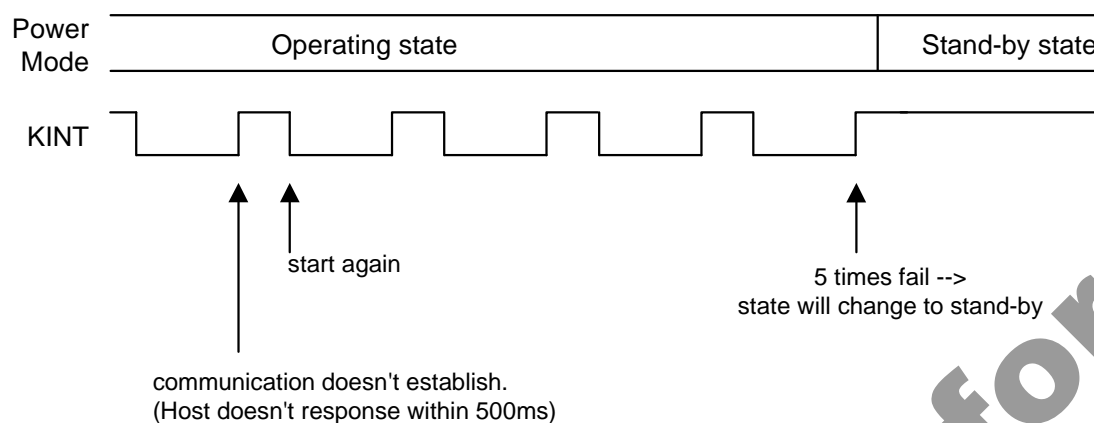 Power
Mode
Operating state
Stand-by state
KINT
start again
5 times fail -->
state will change to stand-by
communication doesn't establish.
(Host doesn't response within 500ms)
for